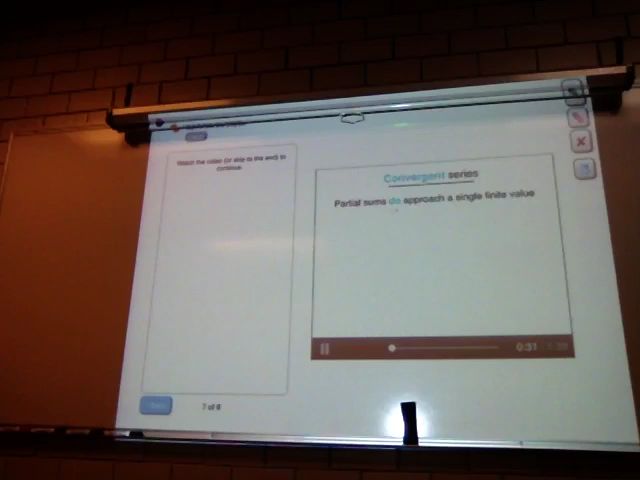 Watch the video (or skip to the end) to
continue
Convergent series
Partial sums do approach a single finite value
0:31
7 of 8